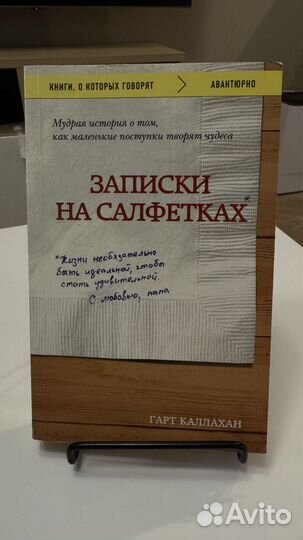 КНИГИ, О КОТОРЫХ ГОВОРЯТ АВАНТЮРНО
Мудрая история о том,
как маленькие поступки творят чудеса
ЗАПИСКИ
НА САЛФЕТКАХ*
*Жизни необязательно
быть идеальной, чтобы
стать удивительной.
С любовью, папа
ГАРТ КАЛЛАХАН
Avito